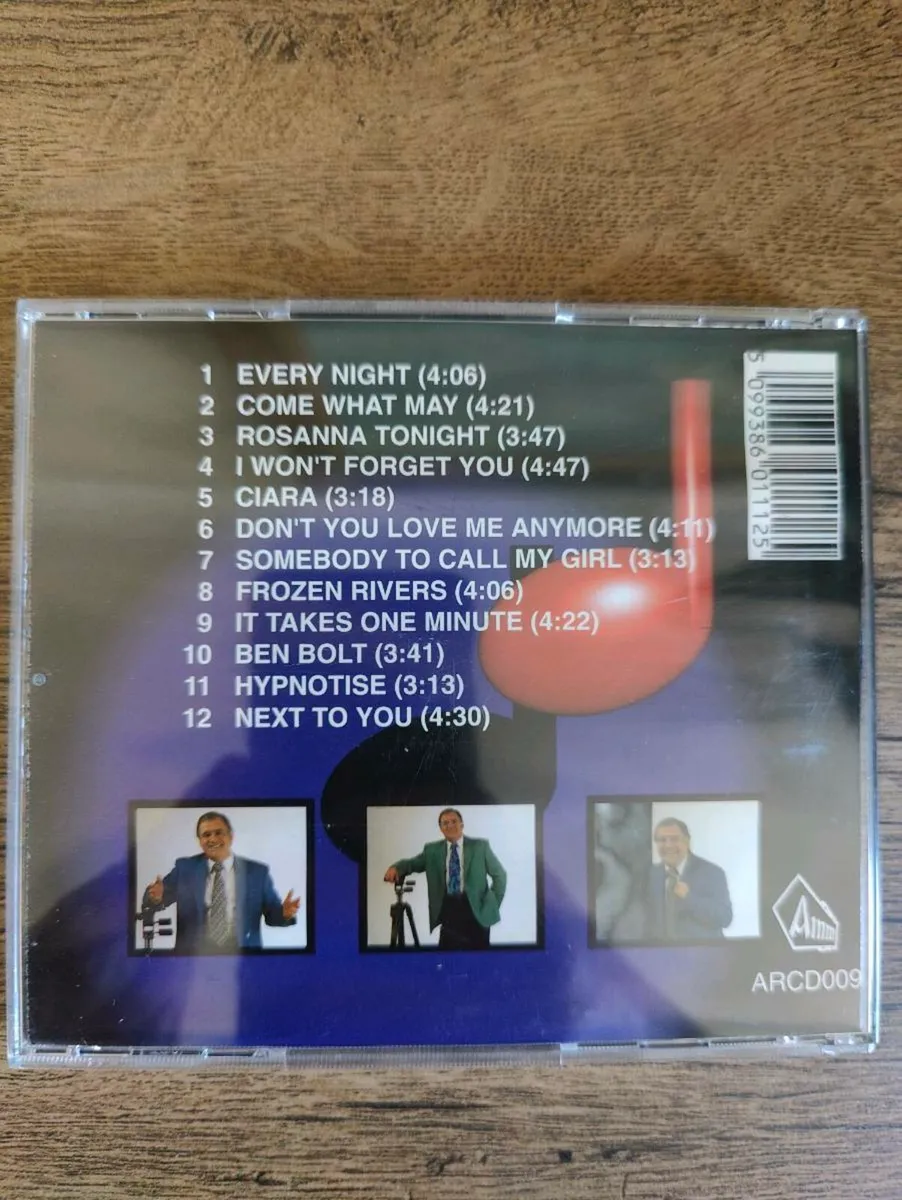 1 EVERY NIGHT (4:06)
2 COME WHAT MAY (4:21)
3 ROSANNA TONIGHT (3:47)
4 I WON'T FORGET YOU (4:47)
5 CIARA (3:18)
6 DON'T YOU LOVE ME ANYMORE (4:11)
7 SOMEBODY TO CALL MY GIRL (3:13)
8 FROZEN RIVERS (4:06)
9 IT TAKES ONE MINUTE (4:22)
10 BEN BOLT (3:41)
11 HYPNOTISE (3:13)
12 NEXT TO YOU (4:30)
5 099386 011125
ARCD009